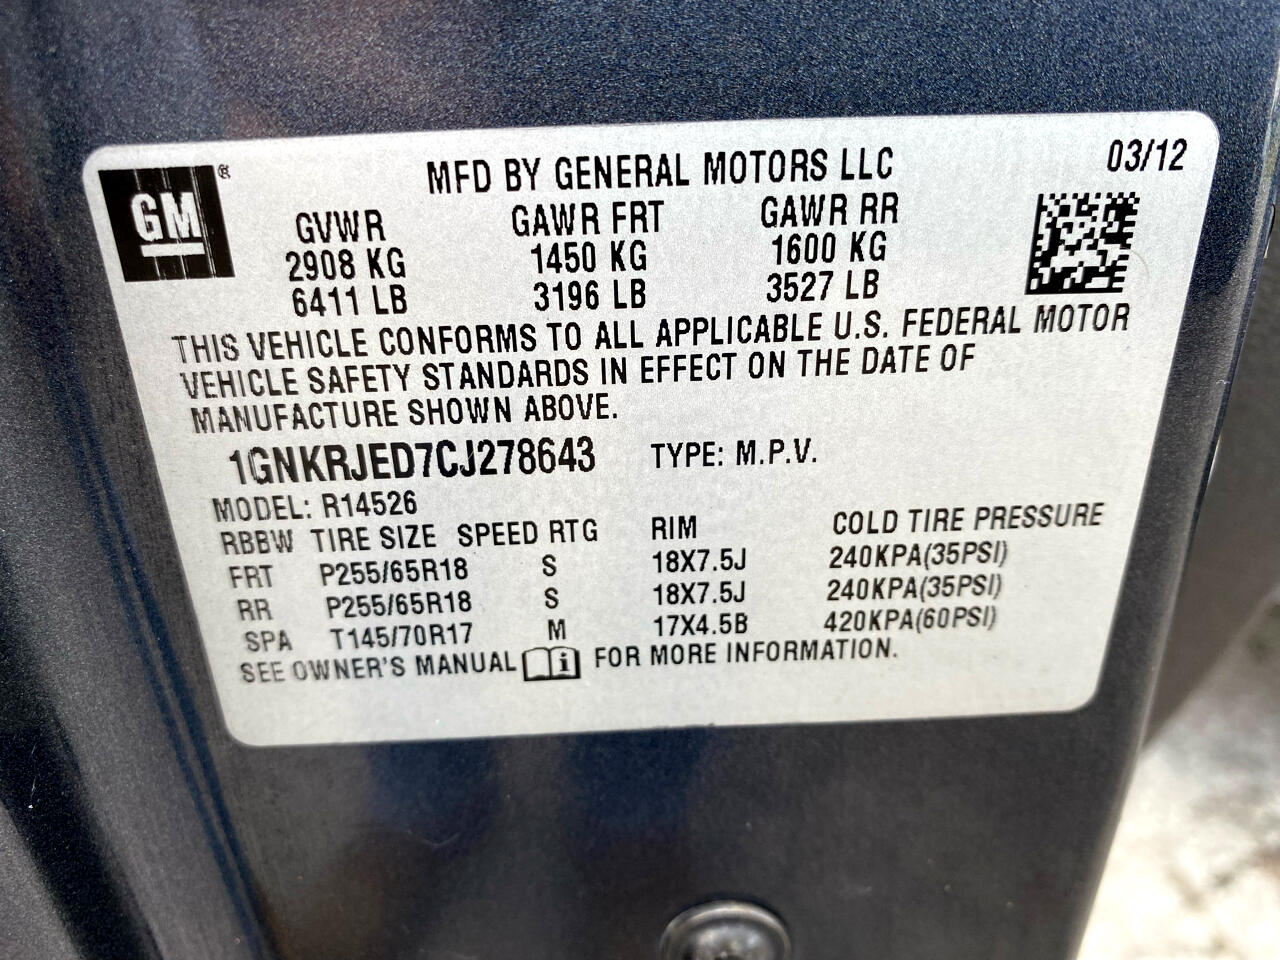 GM® MFD BY GENERAL MOTORS LLC 03/12
GVWR GAWR FRT GAWR RR
2908 KG 1450 KG 1600 KG
6411 LB 3196 LB 3527 LB
THIS VEHICLE CONFORMS TO ALL APPLICABLE U.S. FEDERAL MOTOR
VEHICLE SAFETY STANDARDS IN EFFECT ON THE DATE OF
MANUFACTURE SHOWN ABOVE.
1GNKRJED7CJ278643 TYPE: M.P.V.
MODEL: R14526
RBBW TIRE SIZE SPEED RTG RIM COLD TIRE PRESSURE
FRT P255/65R18 S 18X7.5J 240KPA(35PSI)
RR P255/65R18 S 18X7.5J 240KPA(35PSI)
SPA T145/70R17 M 17X4.5B 420KPA(60PSI)
SEE OWNER'S MANUAL i FOR MORE INFORMATION.